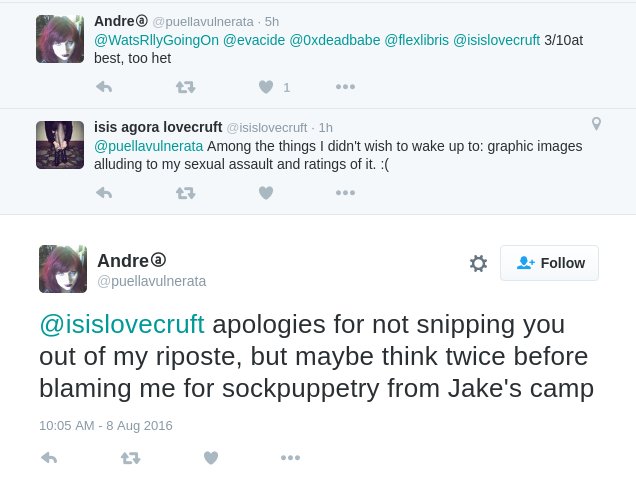 Andreⓐ @puellavulnerata · 5h
@WatsRllyGoingOn @evacide @0xdeadbabe @flexlibris @isislovecruft 3/10at
best, too het
1
isis agora lovecruft @isislovecruft · 1h
@puellavulnerata Among the things I didn't wish to wake up to: graphic images
alluding to my sexual assault and ratings of it. :(
Andreⓐ
@puellavulnerata
Follow
@isislovecruft apologies for not snipping you
out of my riposte, but maybe think twice before
blaming me for sockpuppetry from Jake's camp
10:05 AM - 8 Aug 2016